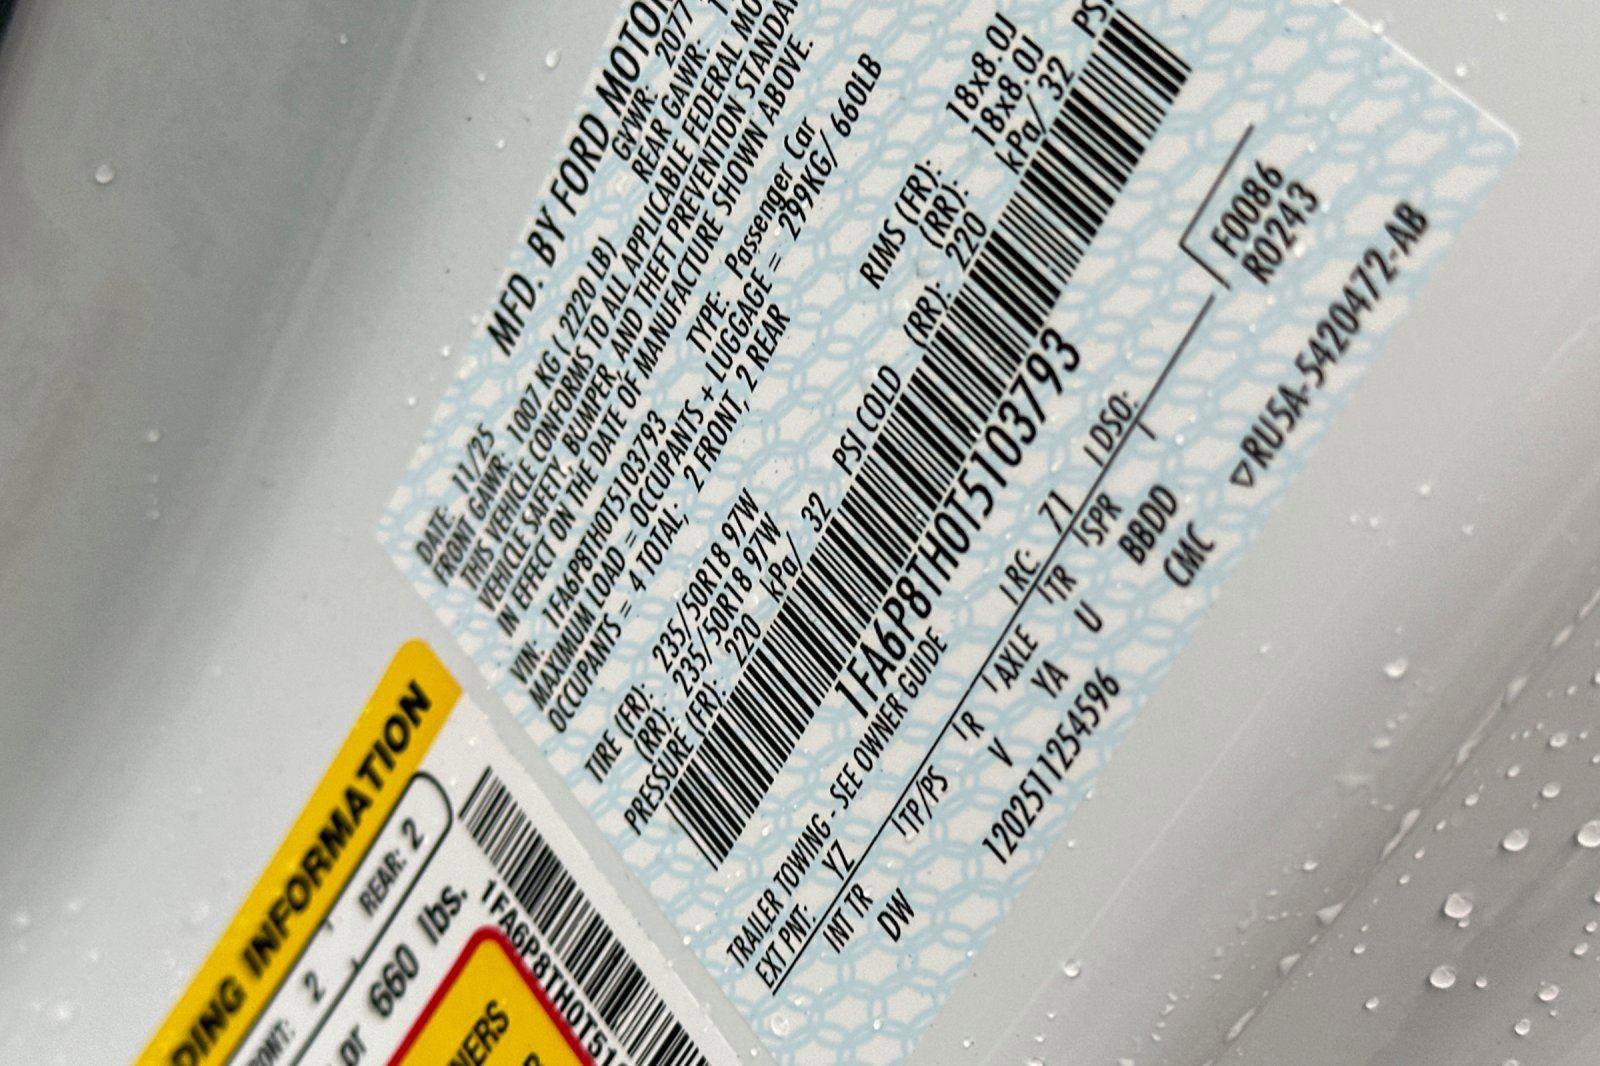 MFD. BY FORD MOTOR
DATE: 11/25 GVWR: 2077
FRONT GAWR: 1007 KG ( 2220 LB) REAR GAWR:
THIS VEHICLE CONFORMS TO ALL APPLICABLE FEDERAL MO
VEHICLE SAFETY, BUMPER, AND THEFT PREVENTION STANDA
IN EFFECT ON THE DATE OF MANUFACTURE SHOWN ABOVE.
VIN: 1FA6P8TH0T5103793 TYPE: Passenger Car
MAXIMUM LOAD = OCCUPANTS + LUGGAGE = 299KG/ 660LB
OCCUPANTS = 4 TOTAL; 2 FRONT, 2 REAR
TIRE (FR): 235/50R18 97W RIMS (FR): 18x8.0J
(RR): 235/50R18 97W (RR): 18x8.0J
PRESSURE (FR): 220 kPa/ 32 PSI COLD (RR): 220 kPa/ 32 PSI
1FA6P8TH0T5103793
TRAILER TOWING - SEE OWNER GUIDE
EXT PNT: YZ RC: 71 DSO: F0086
R0243
INT TR TP/PS R AXLE TR SPR
DW V YA U BBDD
12025112254596 CMC
▽RU5A-5420472-AB
DING INFORMATION
RONT: 2 REAR: 2
or 660 lbs.
1FA6P8TH0T51
NERS